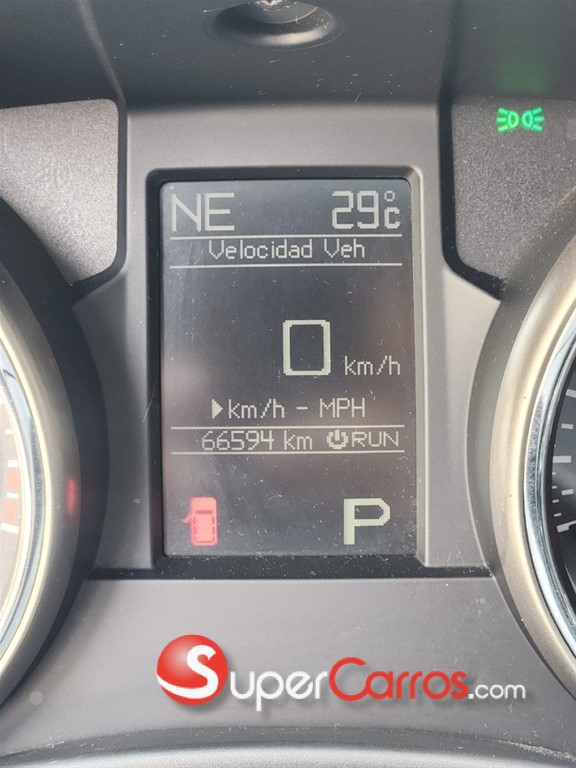 NE 29°C
Velocidad Veh
0 km/h
▶km/h - MPH
66594 km RUN
P
SuperCarros.com